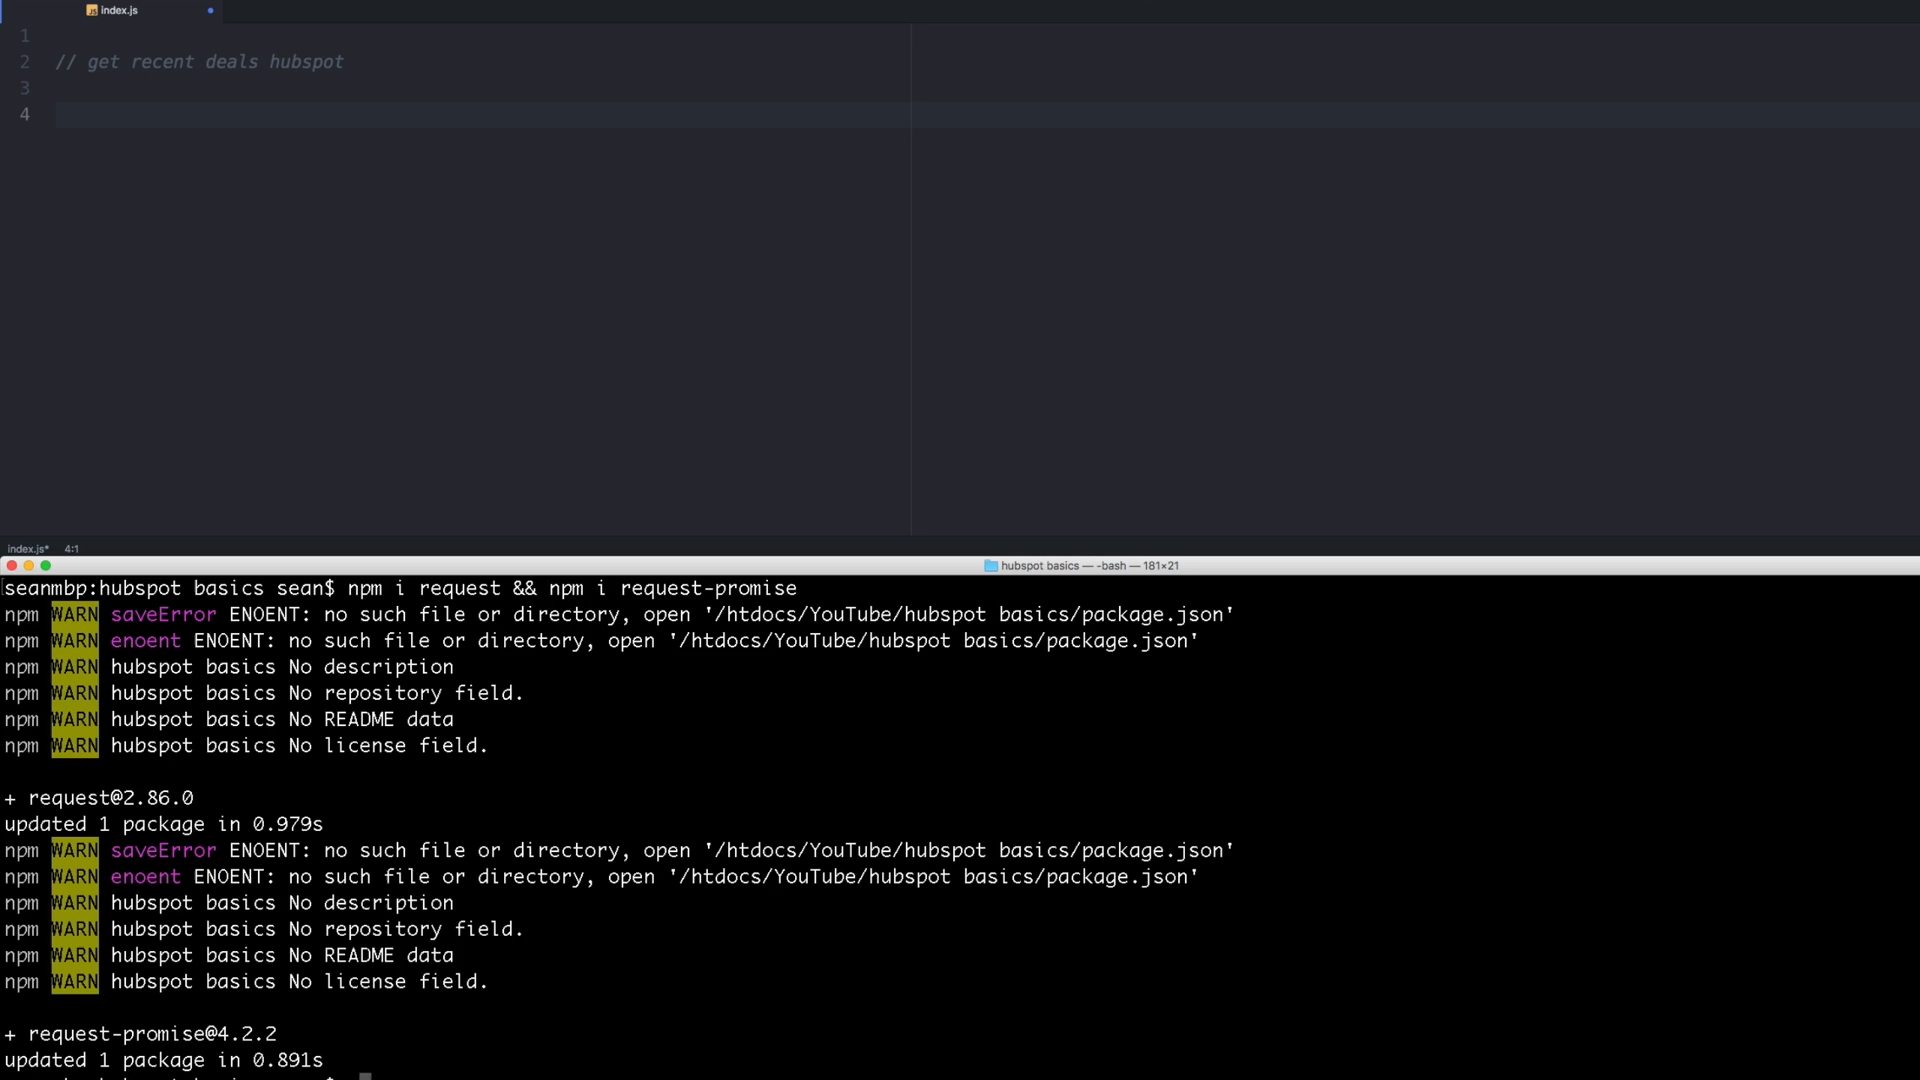 index.js
1
2 // get recent deals hubspot
3
4
index.js* 4:1
hubspot basics — -bash — 181×21
seanmbp:hubspot basics sean$ npm i request && npm i request-promise
npm WARN saveError ENOENT: no such file or directory, open '/htdocs/YouTube/hubspot basics/package.json'
npm WARN enoent ENOENT: no such file or directory, open '/htdocs/YouTube/hubspot basics/package.json'
npm WARN hubspot basics No description
npm WARN hubspot basics No repository field.
npm WARN hubspot basics No README data
npm WARN hubspot basics No license field.
+ request@2.86.0
updated 1 package in 0.979s
npm WARN saveError ENOENT: no such file or directory, open '/htdocs/YouTube/hubspot basics/package.json'
npm WARN enoent ENOENT: no such file or directory, open '/htdocs/YouTube/hubspot basics/package.json'
npm WARN hubspot basics No description
npm WARN hubspot basics No repository field.
npm WARN hubspot basics No README data
npm WARN hubspot basics No license field.
+ request-promise@4.2.2
updated 1 package in 0.891s